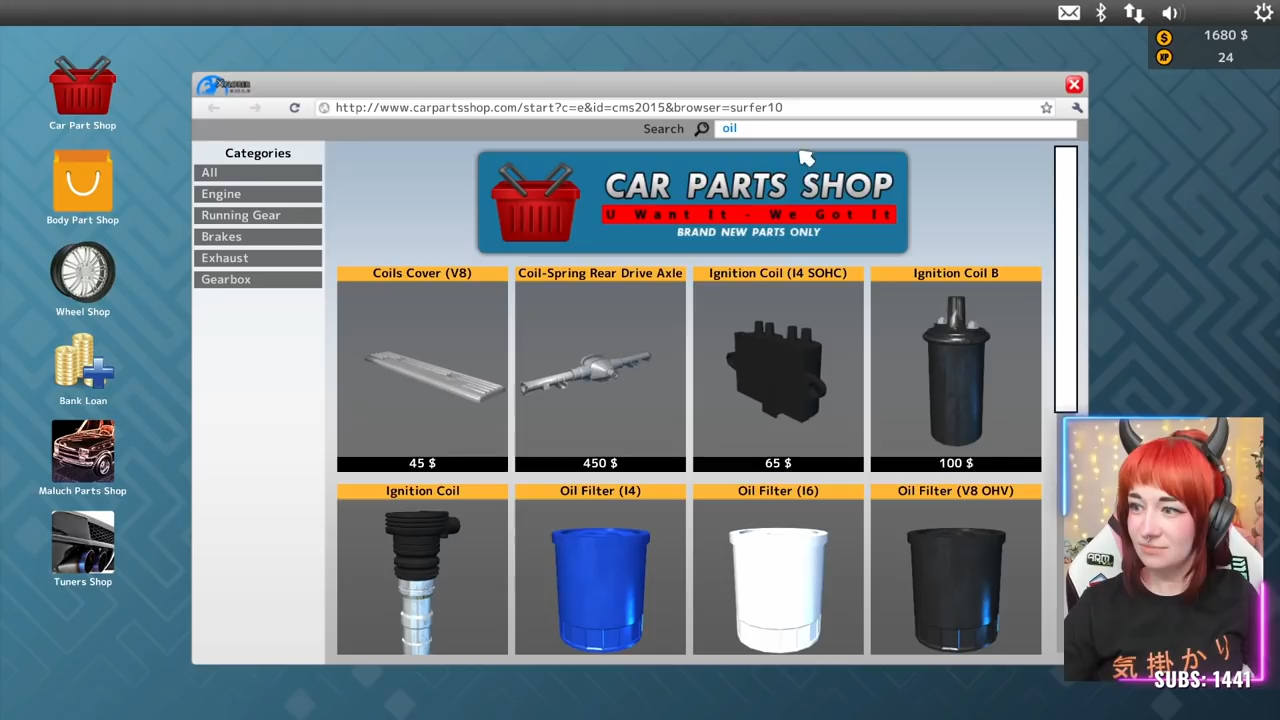 1680 $
24
Car Part Shop
Body Part Shop
Wheel Shop
Bank Loan
Maluch Parts Shop
Tuners Shop
http://www.carpartsshop.com/start?c=e&id=cms2015&browser=surfer10
Search oil
Categories
All
Engine
Running Gear
Brakes
Exhaust
Gearbox
CAR PARTS SHOP
U Want It - We Got It
BRAND NEW PARTS ONLY
Coils Cover (V8)
45 $
Coil-Spring Rear Drive Axle
450 $
Ignition Coil (I4 SOHC)
65 $
Ignition Coil B
100 $
Ignition Coil
Oil Filter (I4)
Oil Filter (I6)
Oil Filter (V8 OHV)
気掛かり
SUBS: 1441